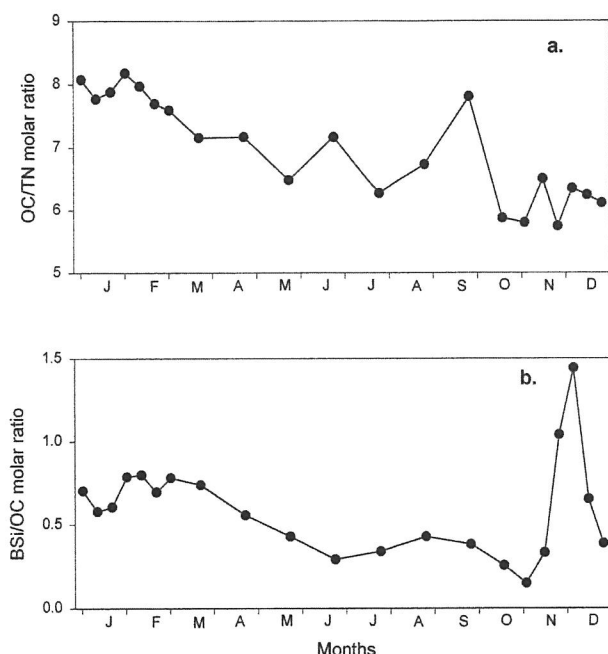 9
a.
8
7
6
5
OC/TN molar ratio
J F M A M J J A S O N D
1.5
b.
1.0
0.5
0.0
BSi/OC molar ratio
J F M A M J J A S O N D
Months